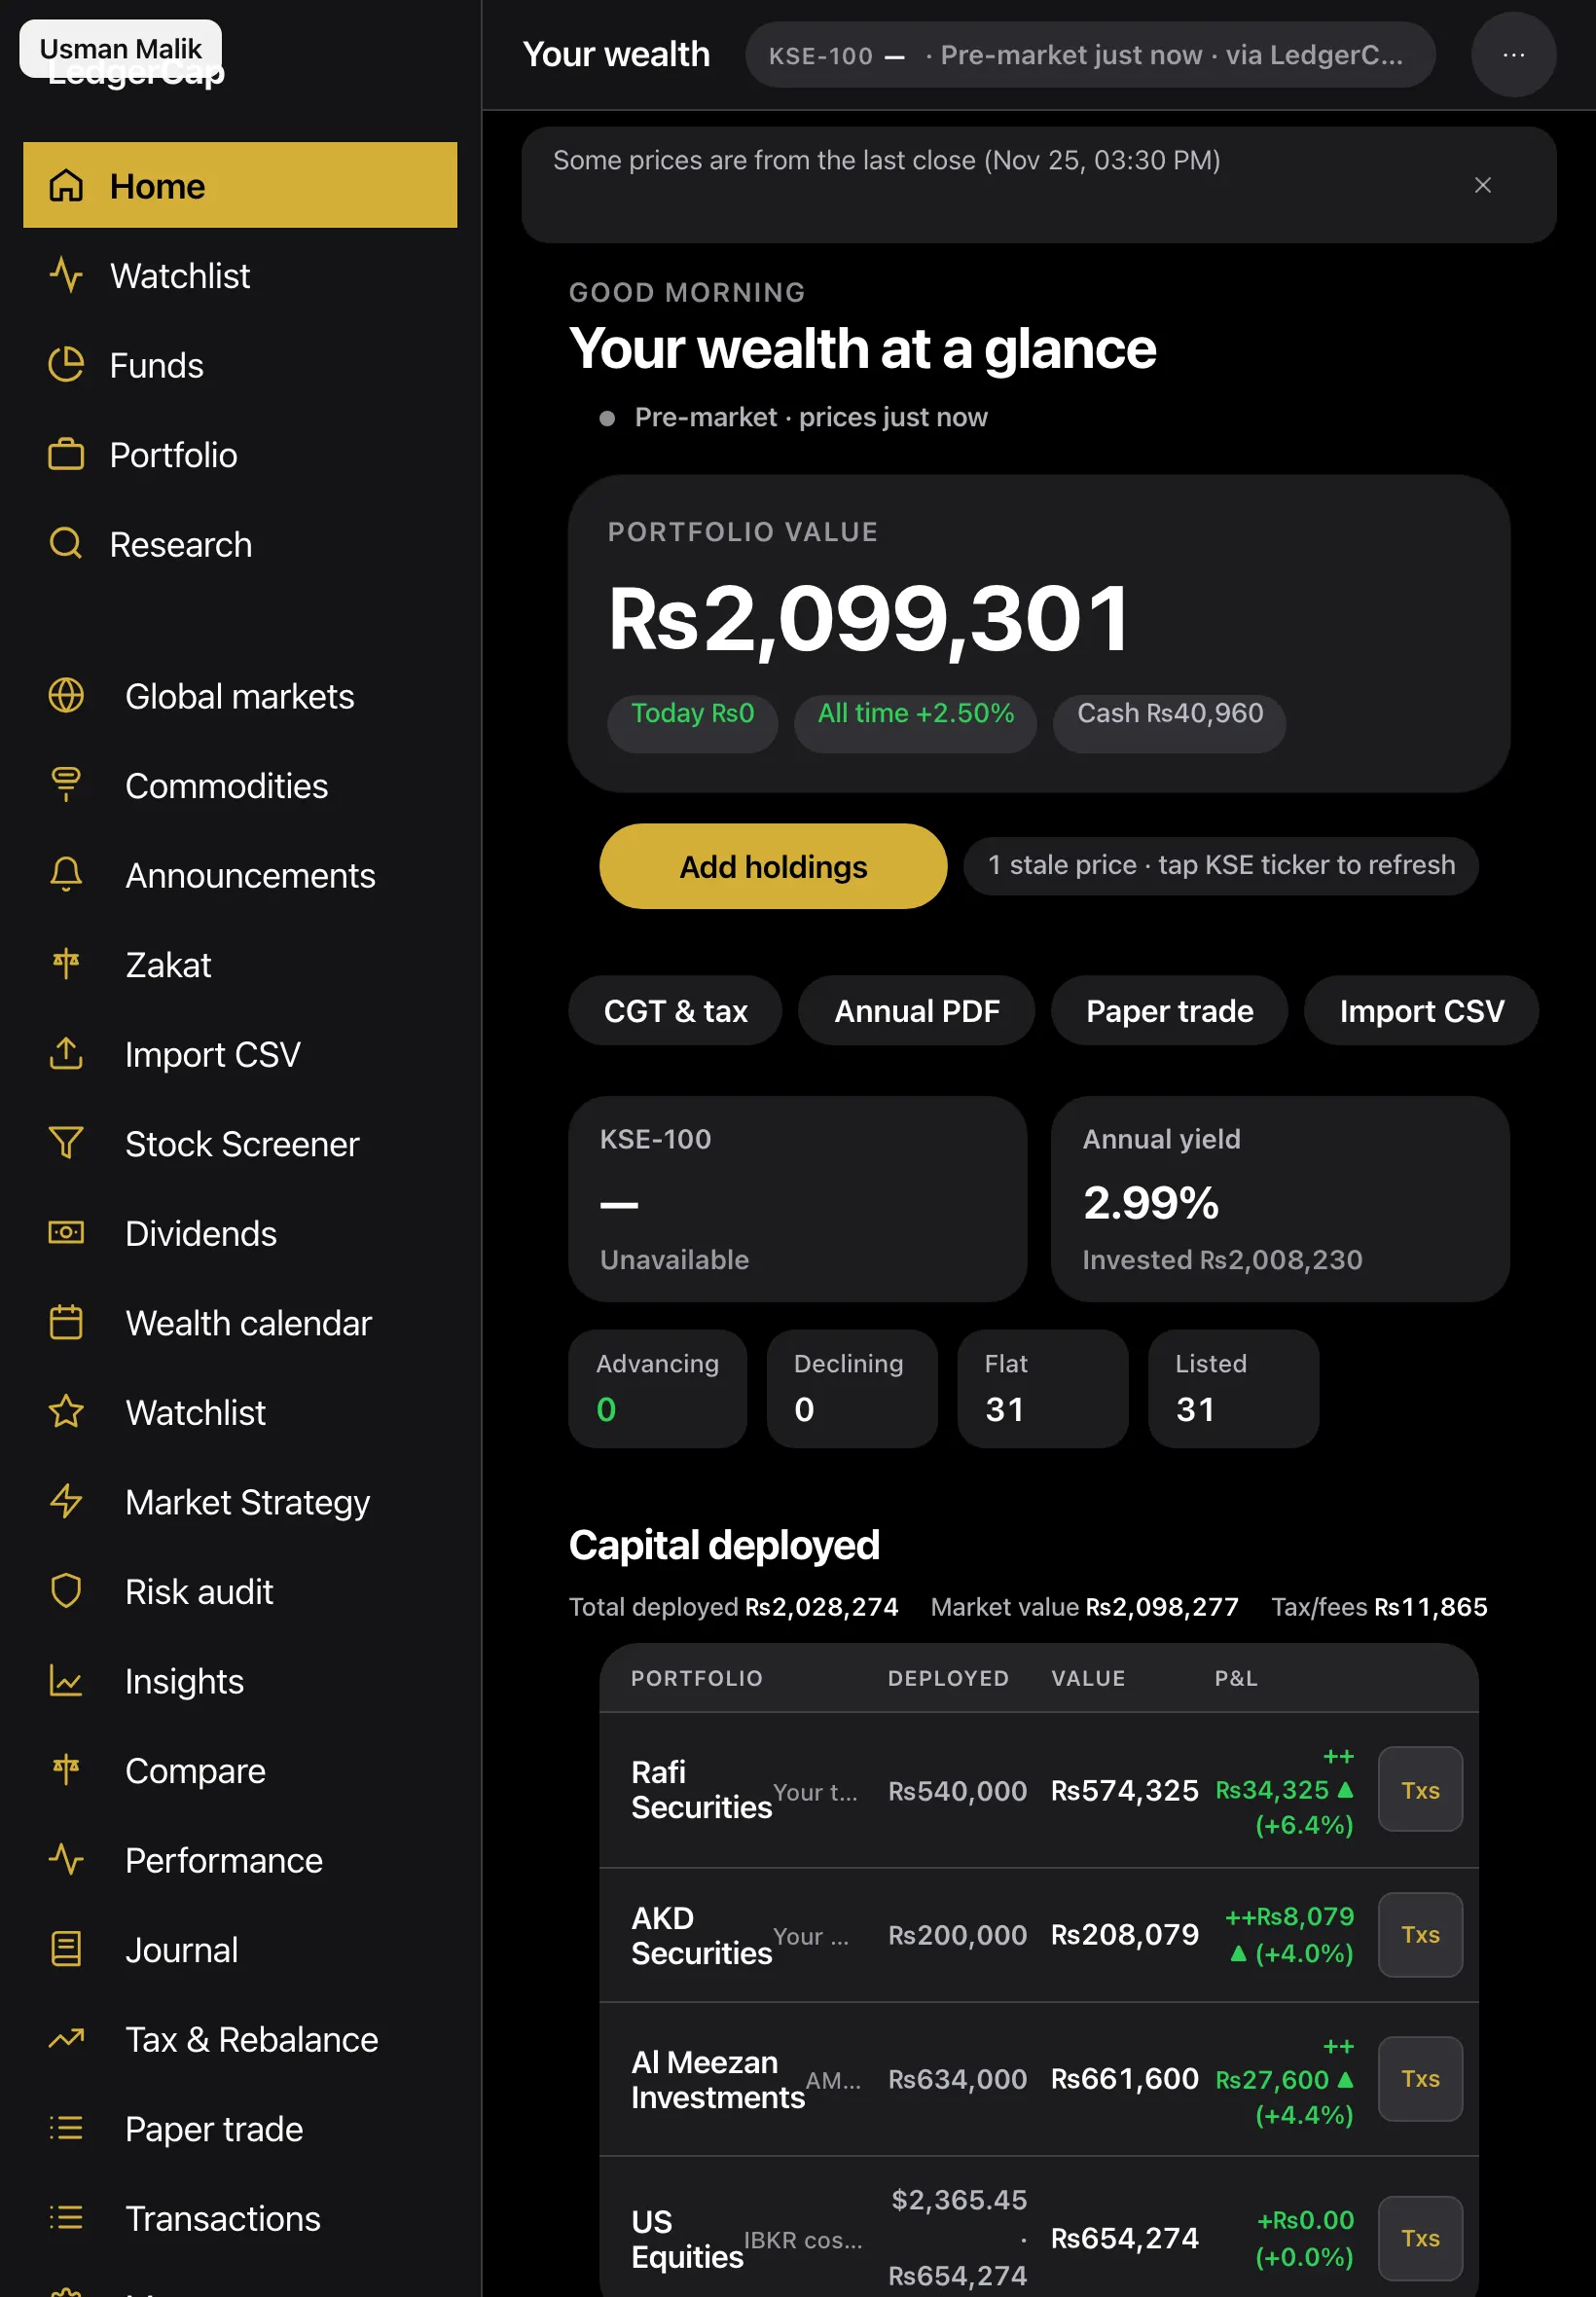 Usman Malik
LedgerCap
Home
Watchlist
Funds
Portfolio
Research
Global markets
Commodities
Announcements
Zakat
Import CSV
Stock Screener
Dividends
Wealth calendar
Watchlist
Market Strategy
Risk audit
Insights
Compare
Performance
Journal
Tax & Rebalance
Paper trade
Transactions
Your wealth
KSE-100 — · Pre-market just now · via LedgerC...
...
Some prices are from the last close (Nov 25, 03:30 PM)
GOOD MORNING
Your wealth at a glance
Pre-market · prices just now
PORTFOLIO VALUE
₨2,099,301
Today ₨0
All time +2.50%
Cash ₨40,960
Add holdings
1 stale price · tap KSE ticker to refresh
CGT & tax
Annual PDF
Paper trade
Import CSV
KSE-100
—
Unavailable
Annual yield
2.99%
Invested ₨2,008,230
Advancing
0
Declining
0
Flat
31
Listed
31
Capital deployed
Total deployed ₨2,028,274 Market value ₨2,098,277 Tax/fees ₨11,865
PORTFOLIO DEPLOYED VALUE P&L
Rafi Securities Your t... ₨540,000 ₨574,325 ++₨34,325 ▲ (+6.4%) Txs
AKD Securities Your ... ₨200,000 ₨208,079 ++₨8,079 ▲ (+4.0%) Txs
Al Meezan Investments AM... ₨634,000 ₨661,600 ++₨27,600 ▲ (+4.4%) Txs
US Equities IBKR cos... $2,365.45 · ₨654,274 ₨654,274 +₨0.00 (+0.0%) Txs